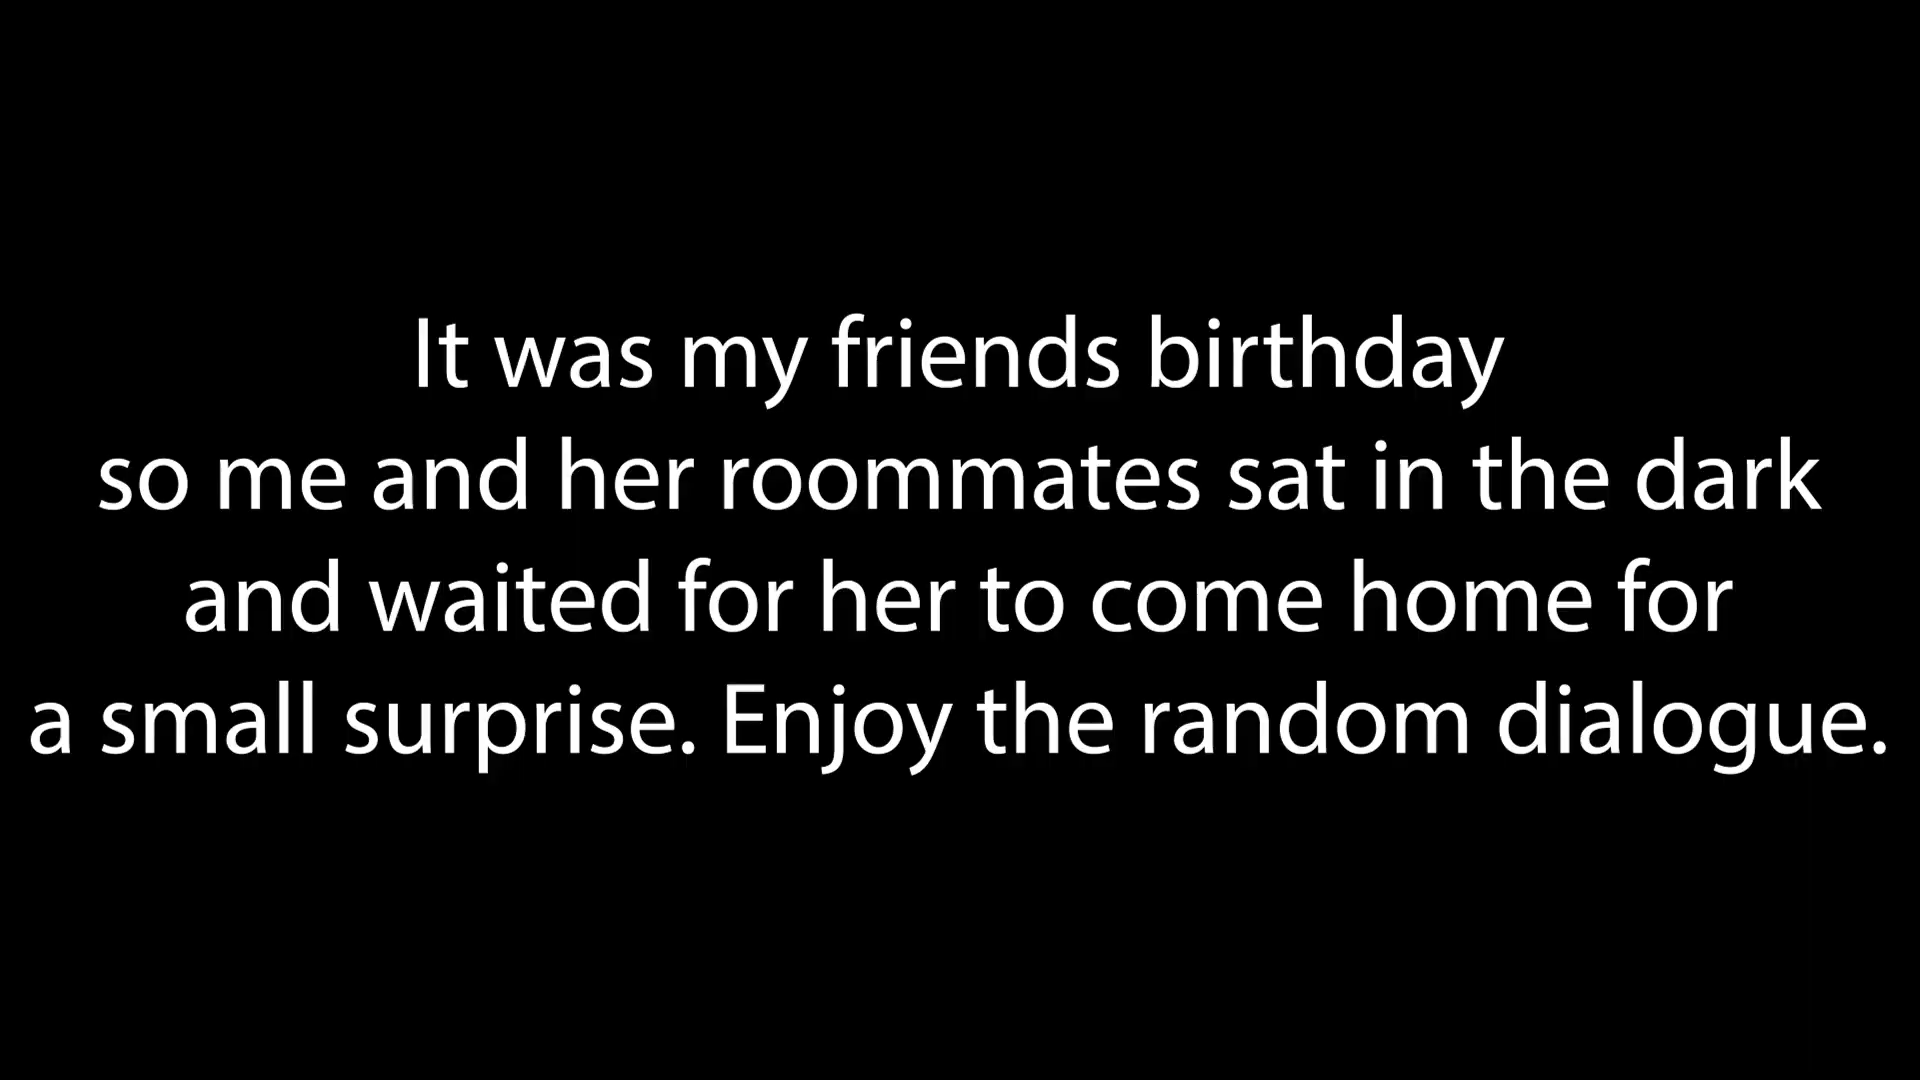 It was my friends birthday
so me and her roommates sat in the dark
and waited for her to come home for
a small surprise. Enjoy the random dialogue.